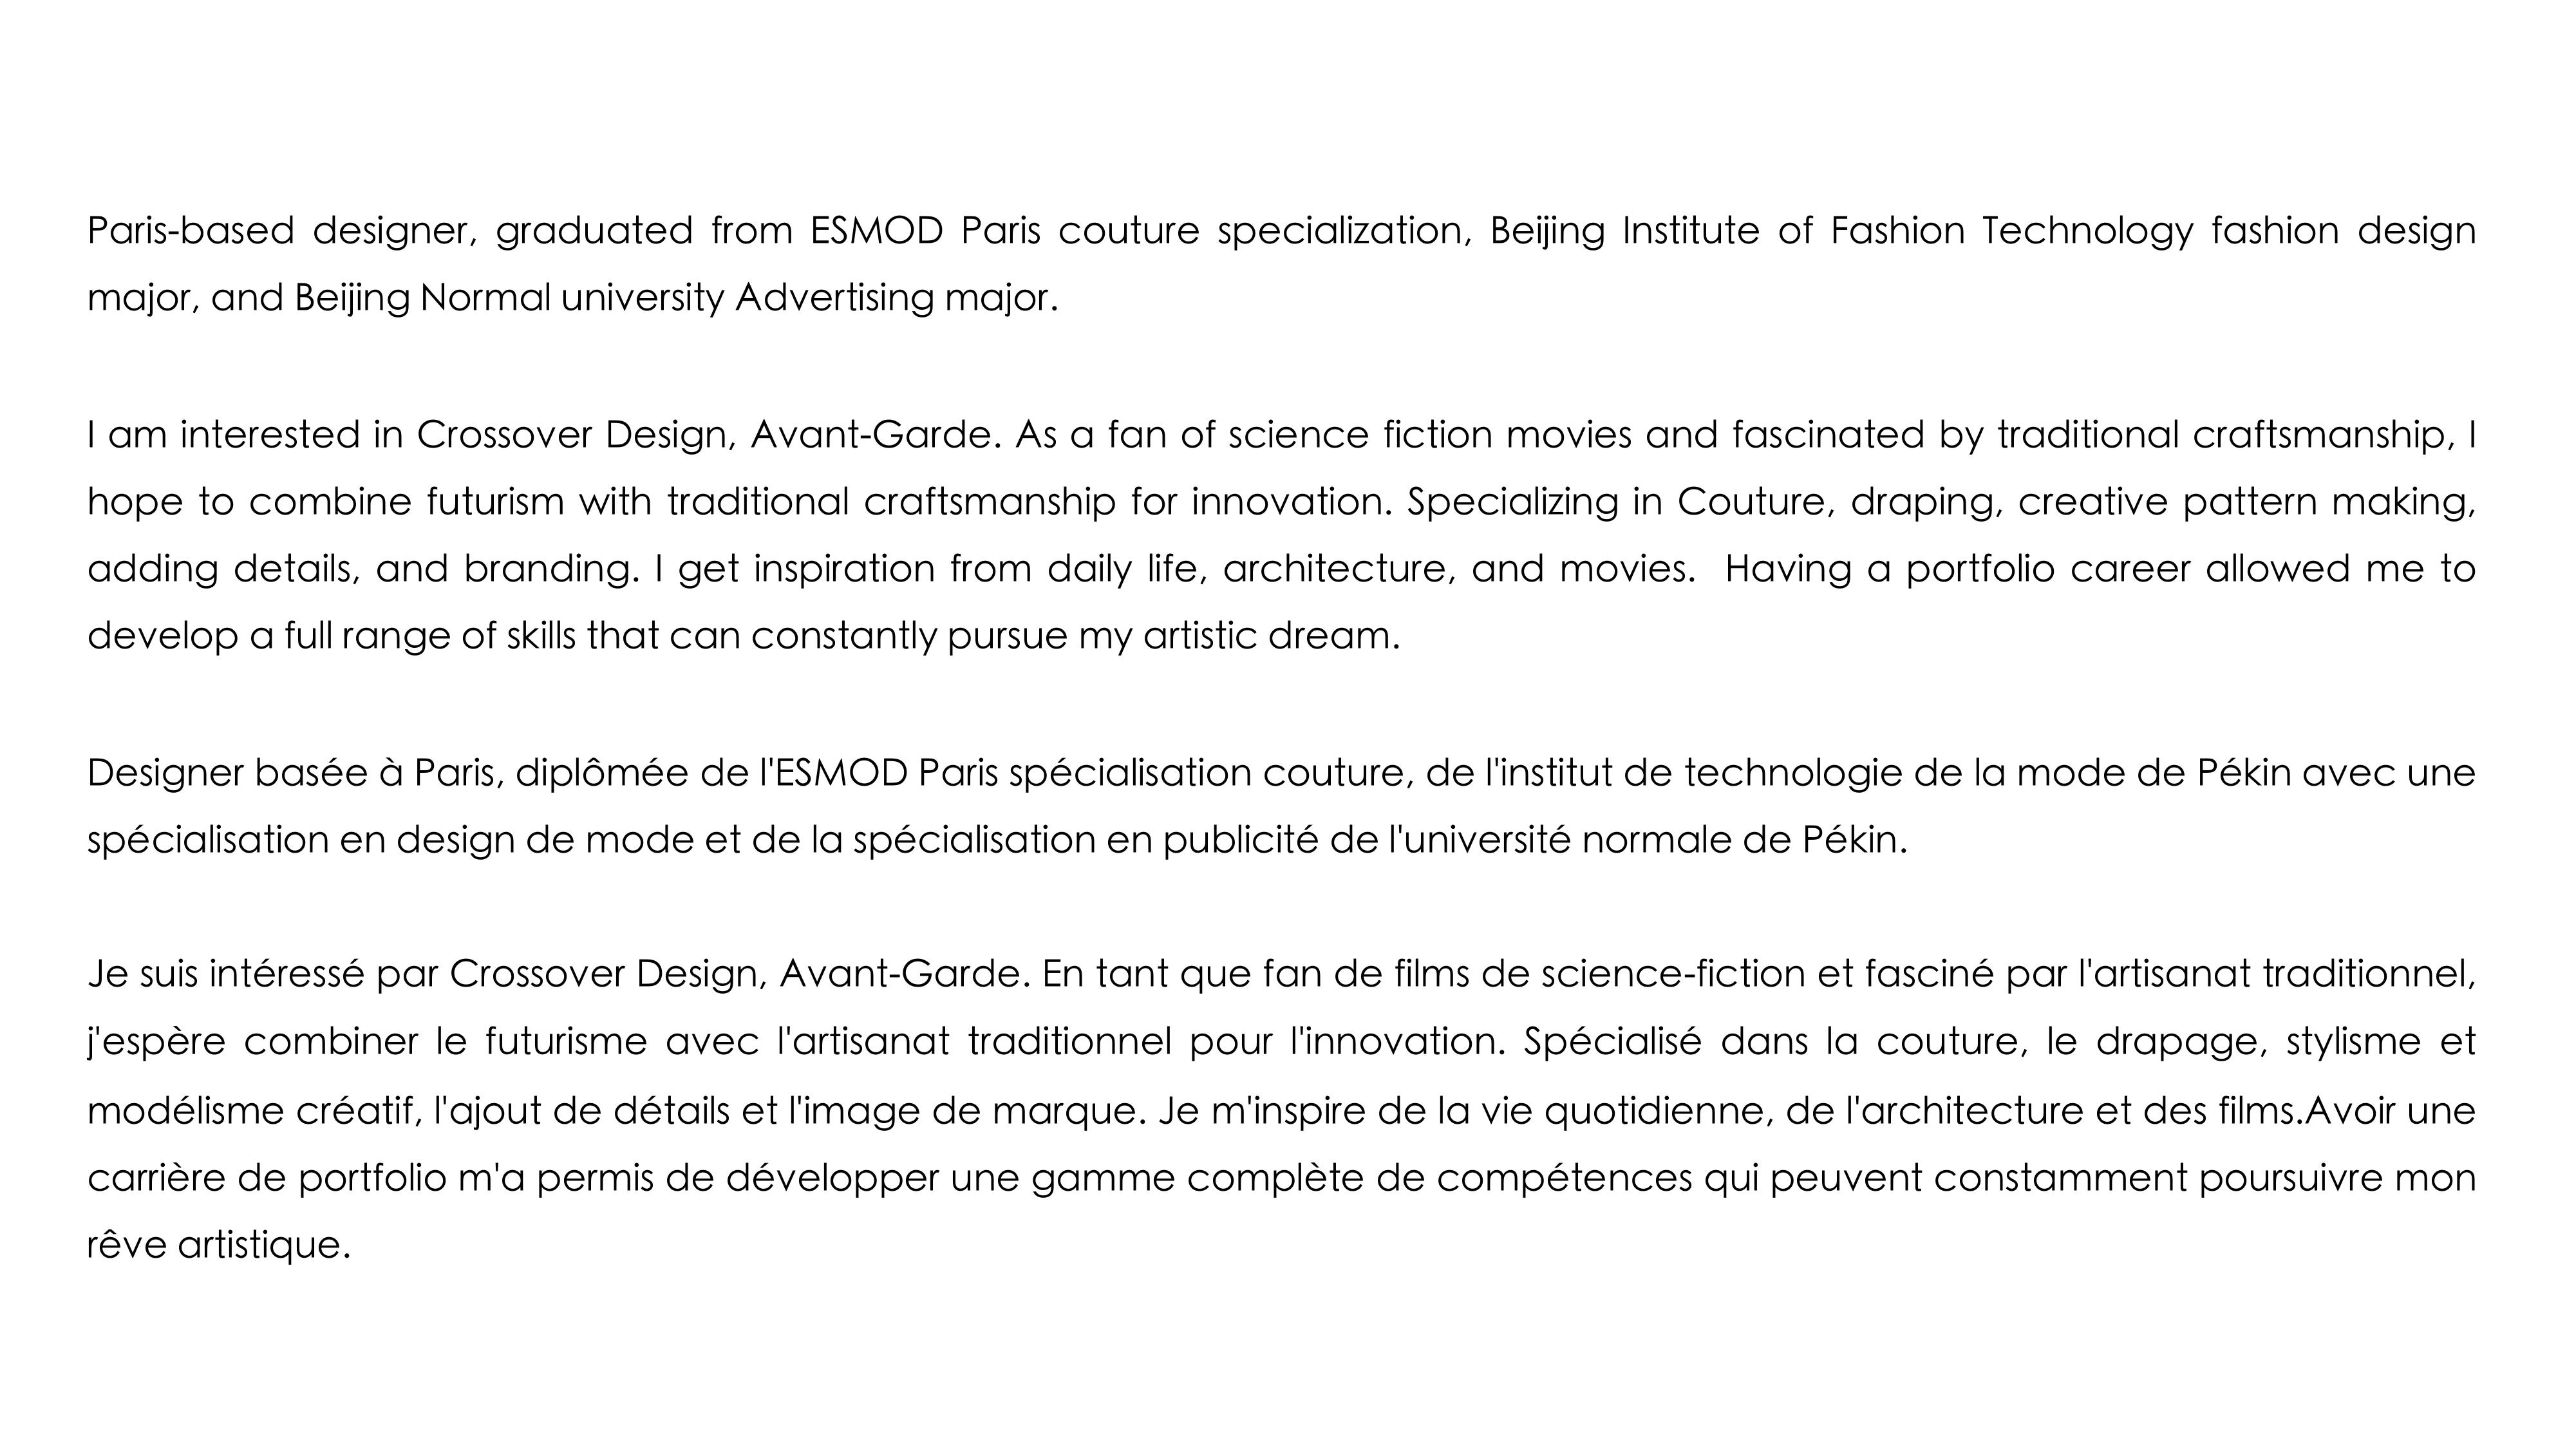 Paris-based designer, graduated from ESMOD Paris couture specialization, Beijing Institute of Fashion Technology fashion design
major, and Beijing Normal university Advertising major.
I am interested in Crossover Design, Avant-Garde. As a fan of science fiction movies and fascinated by traditional craftsmanship, I
hope to combine futurism with traditional craftsmanship for innovation. Specializing in Couture, draping, creative pattern making,
adding details, and branding. I get inspiration from daily life, architecture, and movies.  Having a portfolio career allowed me to
develop a full range of skills that can constantly pursue my artistic dream.
Designer basée à Paris, diplômée de l'ESMOD Paris spécialisation couture, de l'institut de technologie de la mode de Pékin avec une
spécialisation en design de mode et de la spécialisation en publicité de l'université normale de Pékin.
Je suis intéressé par Crossover Design, Avant-Garde. En tant que fan de films de science-fiction et fasciné par l'artisanat traditionnel,
j'espère combiner le futurisme avec l'artisanat traditionnel pour l'innovation. Spécialisé dans la couture, le drapage, stylisme et
modélisme créatif, l'ajout de détails et l'image de marque. Je m'inspire de la vie quotidienne, de l'architecture et des films.Avoir une
carrière de portfolio m'a permis de développer une gamme complète de compétences qui peuvent constamment poursuivre mon
rêve artistique.